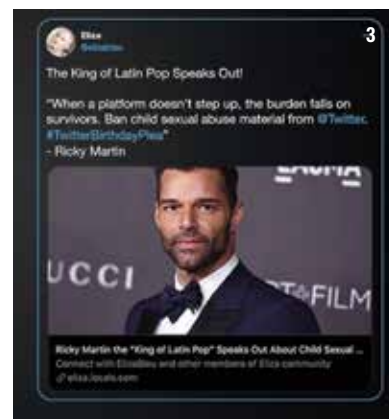 3
Eliza
The King of Latin Pop Speaks Out!
"When a platform doesn't step up, the burden falls on
survivors. Ban child sexual abuse material from @Twitter.
#TwitterBirthdayPlea"
- Ricky Martin
UCCI
T+FILM
Ricky Martin the "King of Latin Pop" Speaks Out About Child Sexual ...
Connect with ElizaBleu and other members of Eliza community
eliza.locals.com